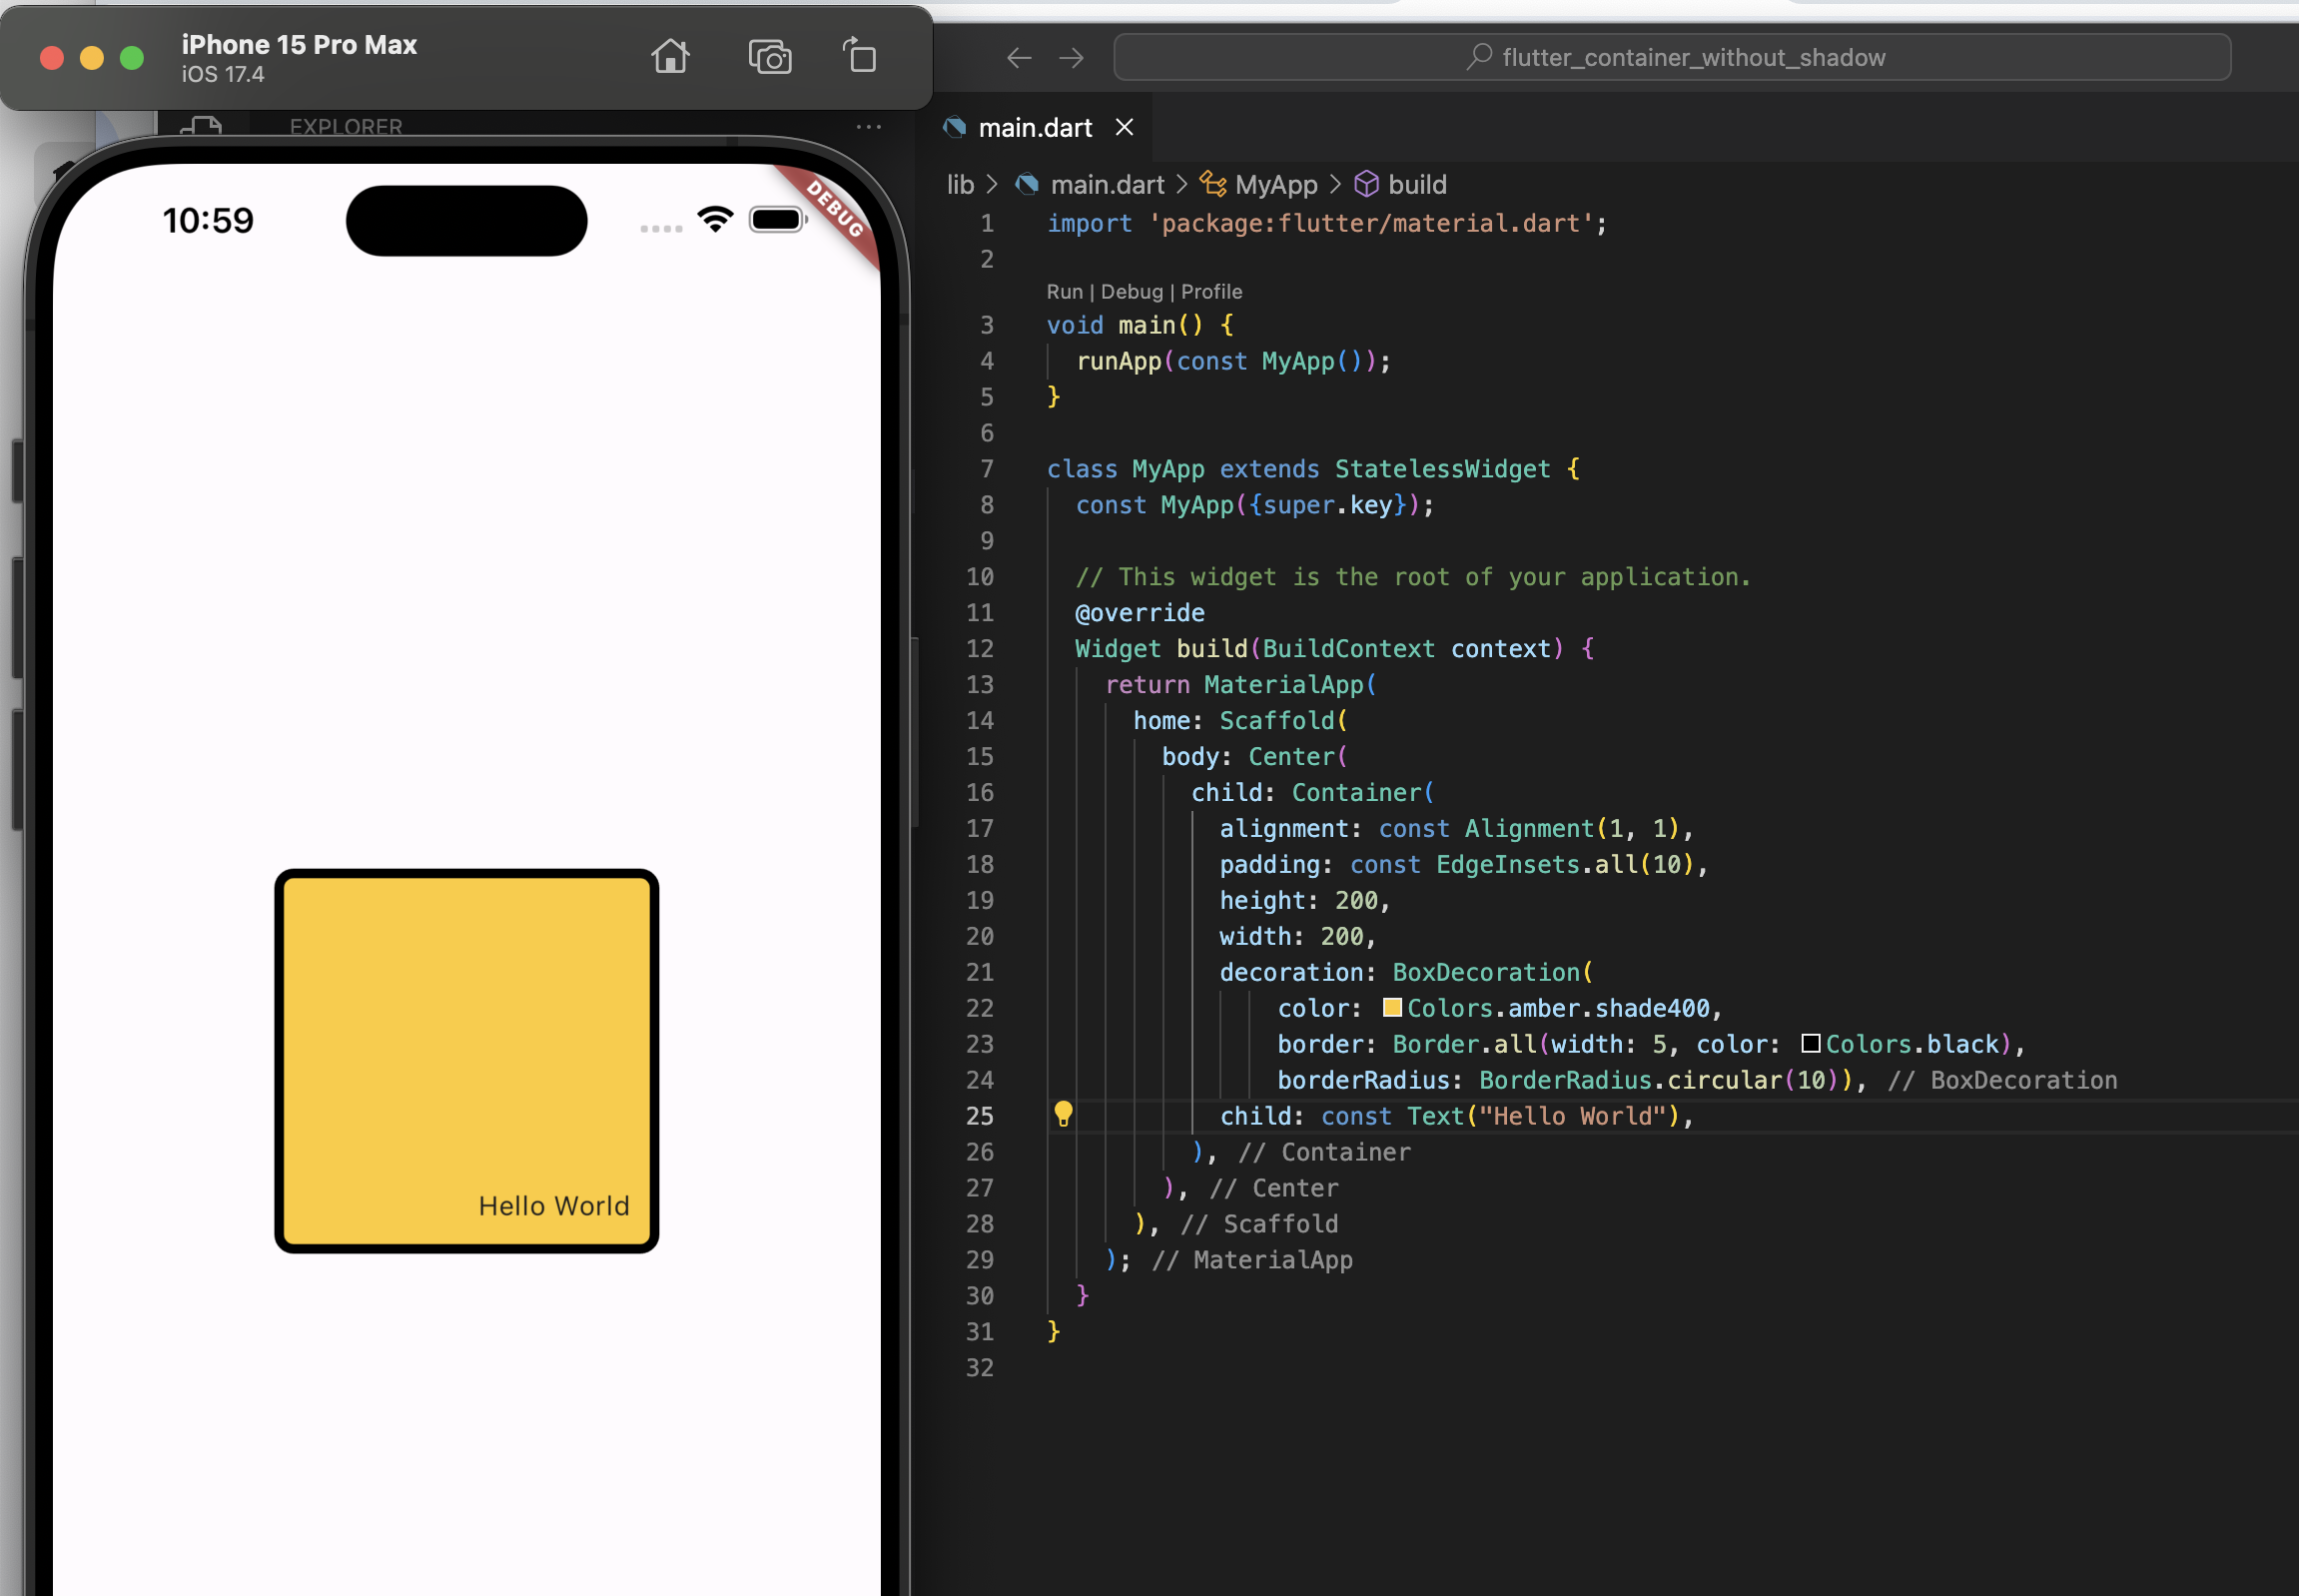 iPhone 15 Pro Max
iOS 17.4
EXPLORER
10:59
DEBUG
Hello World
flutter_container_without_shadow
main.dart
lib > main.dart > MyApp > build
1 import 'package:flutter/material.dart';
2
Run | Debug | Profile
3 void main() {
4 runApp(const MyApp());
5 }
6
7 class MyApp extends StatelessWidget {
8 const MyApp({super.key});
9
10 // This widget is the root of your application.
11 @override
12 Widget build(BuildContext context) {
13 return MaterialApp(
14 home: Scaffold(
15 body: Center(
16 child: Container(
17 alignment: const Alignment(1, 1),
18 padding: const EdgeInsets.all(10),
19 height: 200,
20 width: 200,
21 decoration: BoxDecoration(
22 color: Colors.amber.shade400,
23 border: Border.all(width: 5, color: Colors.black),
24 borderRadius: BorderRadius.circular(10)), // BoxDecoration
25 child: const Text("Hello World"),
26 ), // Container
27 ), // Center
28 ), // Scaffold
29 ); // MaterialApp
30 }
31 }
32